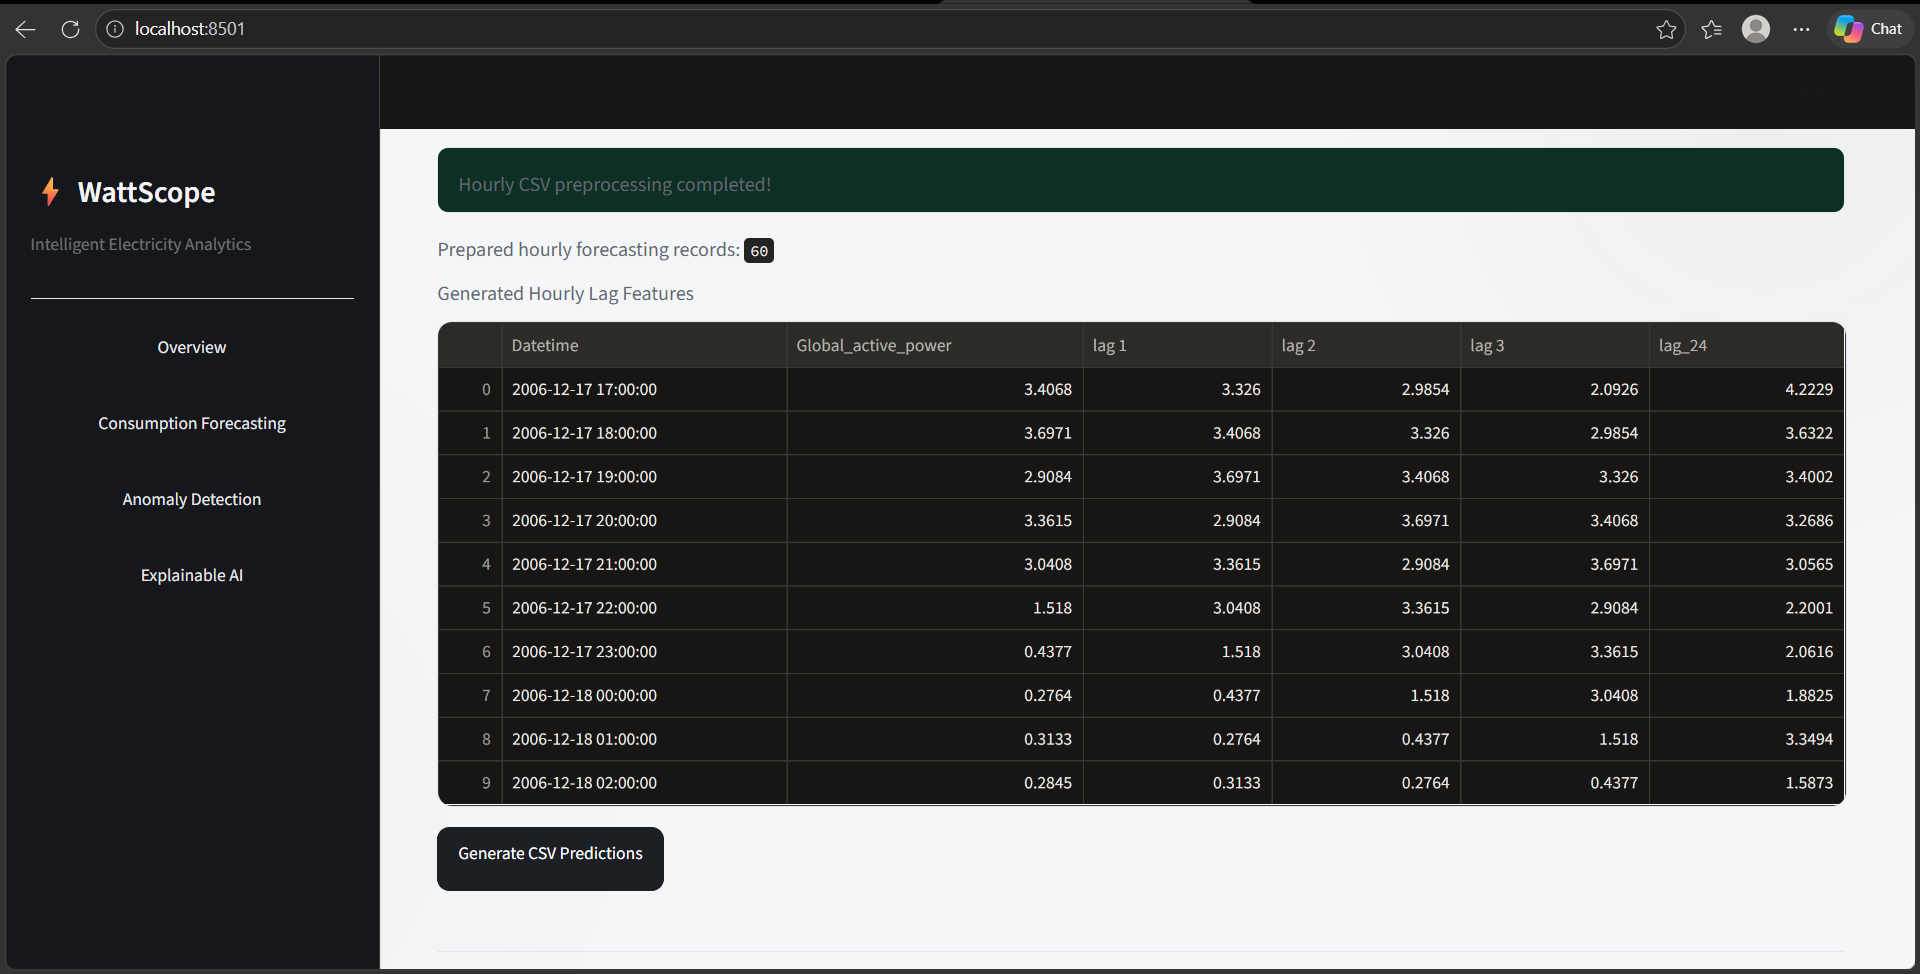 localhost:8501
Chat
WattScope
Intelligent Electricity Analytics
Overview
Consumption Forecasting
Anomaly Detection
Explainable AI
Hourly CSV preprocessing completed!
Prepared hourly forecasting records: 60
Generated Hourly Lag Features
Datetime Global_active_power lag 1 lag 2 lag 3 lag_24
0 2006-12-17 17:00:00 3.4068 3.326 2.9854 2.0926 4.2229
1 2006-12-17 18:00:00 3.6971 3.4068 3.326 2.9854 3.6322
2 2006-12-17 19:00:00 2.9084 3.6971 3.4068 3.326 3.4002
3 2006-12-17 20:00:00 3.3615 2.9084 3.6971 3.4068 3.2686
4 2006-12-17 21:00:00 3.0408 3.3615 2.9084 3.6971 3.0565
5 2006-12-17 22:00:00 1.518 3.0408 3.3615 2.9084 2.2001
6 2006-12-17 23:00:00 0.4377 1.518 3.0408 3.3615 2.0616
7 2006-12-18 00:00:00 0.2764 0.4377 1.518 3.0408 1.8825
8 2006-12-18 01:00:00 0.3133 0.2764 0.4377 1.518 3.3494
9 2006-12-18 02:00:00 0.2845 0.3133 0.2764 0.4377 1.5873
Generate CSV Predictions